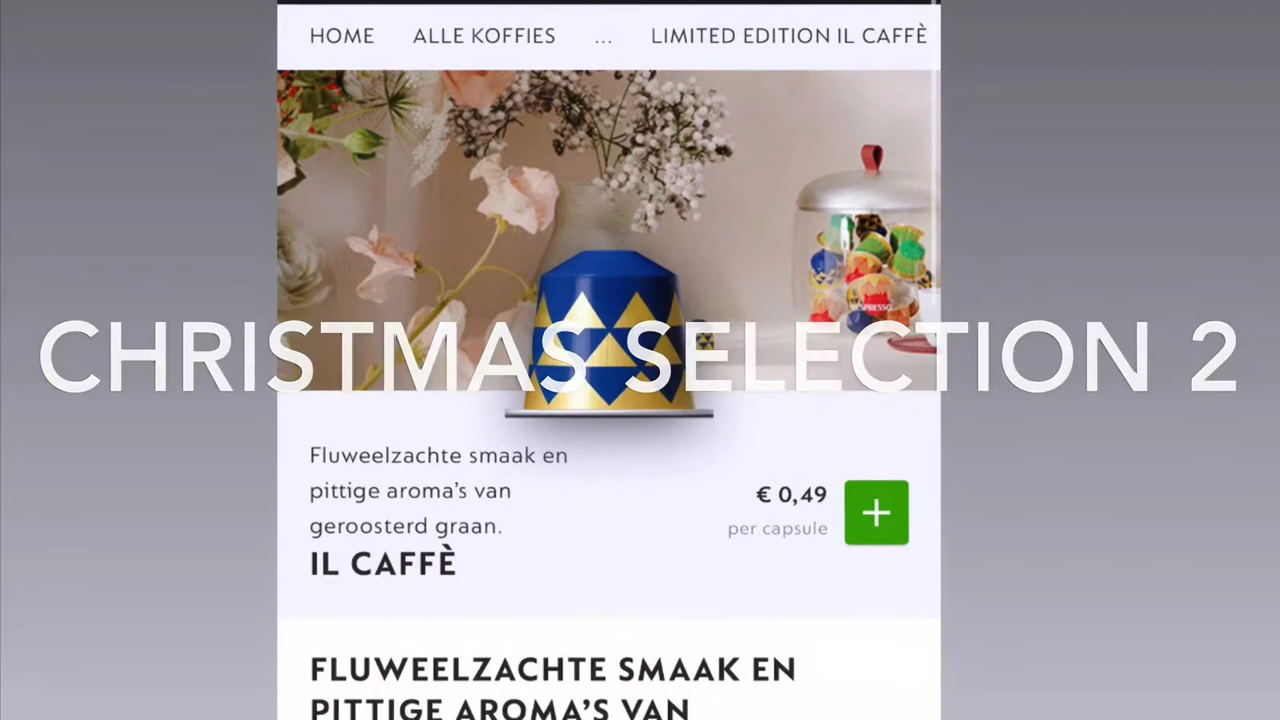 HOME ALLE KOFFIES ... LIMITED EDITION IL CAFFÈ
NESPRESSO
CHRISTMAS SELECTION 2
Fluweelzachte smaak en
pittige aroma's van
geroosterd graan.
€ 0,49
per capsule
IL CAFFÈ
FLUWEELZACHTE SMAAK EN
PITTIGE AROMA'S VAN